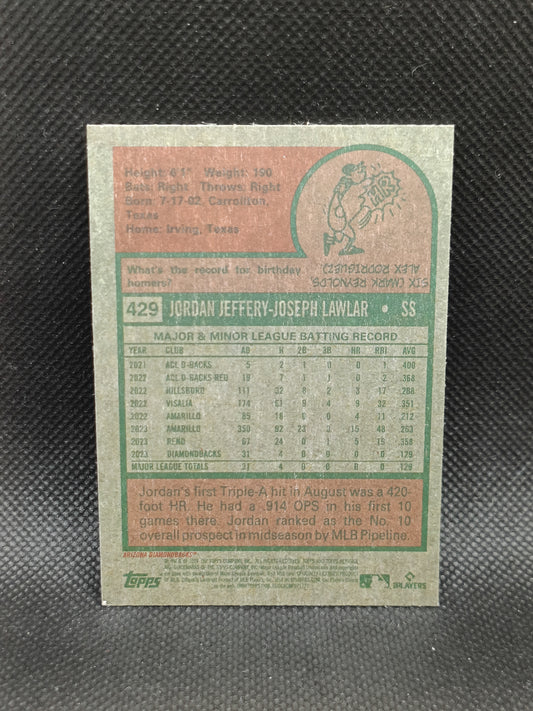 Height: 6'1" Weight: 190
Bats: Right Throws: Right
Born: 7-17-02, Carrollton,
Texas
Home: Irving, Texas
What's the record for birthday
homers?
SIX (MARK REYNOLDS,
ALEX RODRIGUEZ)
429 JORDAN JEFFERY-JOSEPH LAWLAR • SS
MAJOR & MINOR LEAGUE BATTING RECORD
YEAR CLUB AB H 2B 3B HR RBI AVG
2021 ACL D-BACKS 5 2 1 0 0 1 .400
2022 ACL D-BACKS RED 19 7 1 1 0 2 .368
2022 HILLSBORO 111 32 8 2 3 17 .288
2022 VISALIA 174 61 9 4 9 32 .351
2022 AMARILLO 85 18 0 4 11 .212
2023 AMARILLO 350 92 23 3 15 48 .263
2023 RENO 67 24 0 1 5 15 .358
2023 DIAMONDBACKS 31 4 0 0 0 0 .129
MAJOR LEAGUE TOTALS 31 4 0 0 0 0 .129
Jordan's first Triple-A hit in August was a 420-
foot HR. He had a .914 OPS in his first 10
games there. Jordan ranked as the No. 10
overall prospect in midseason by MLB Pipeline.
ARIZONA DIAMONDBACKS
Topps
PLAYERS